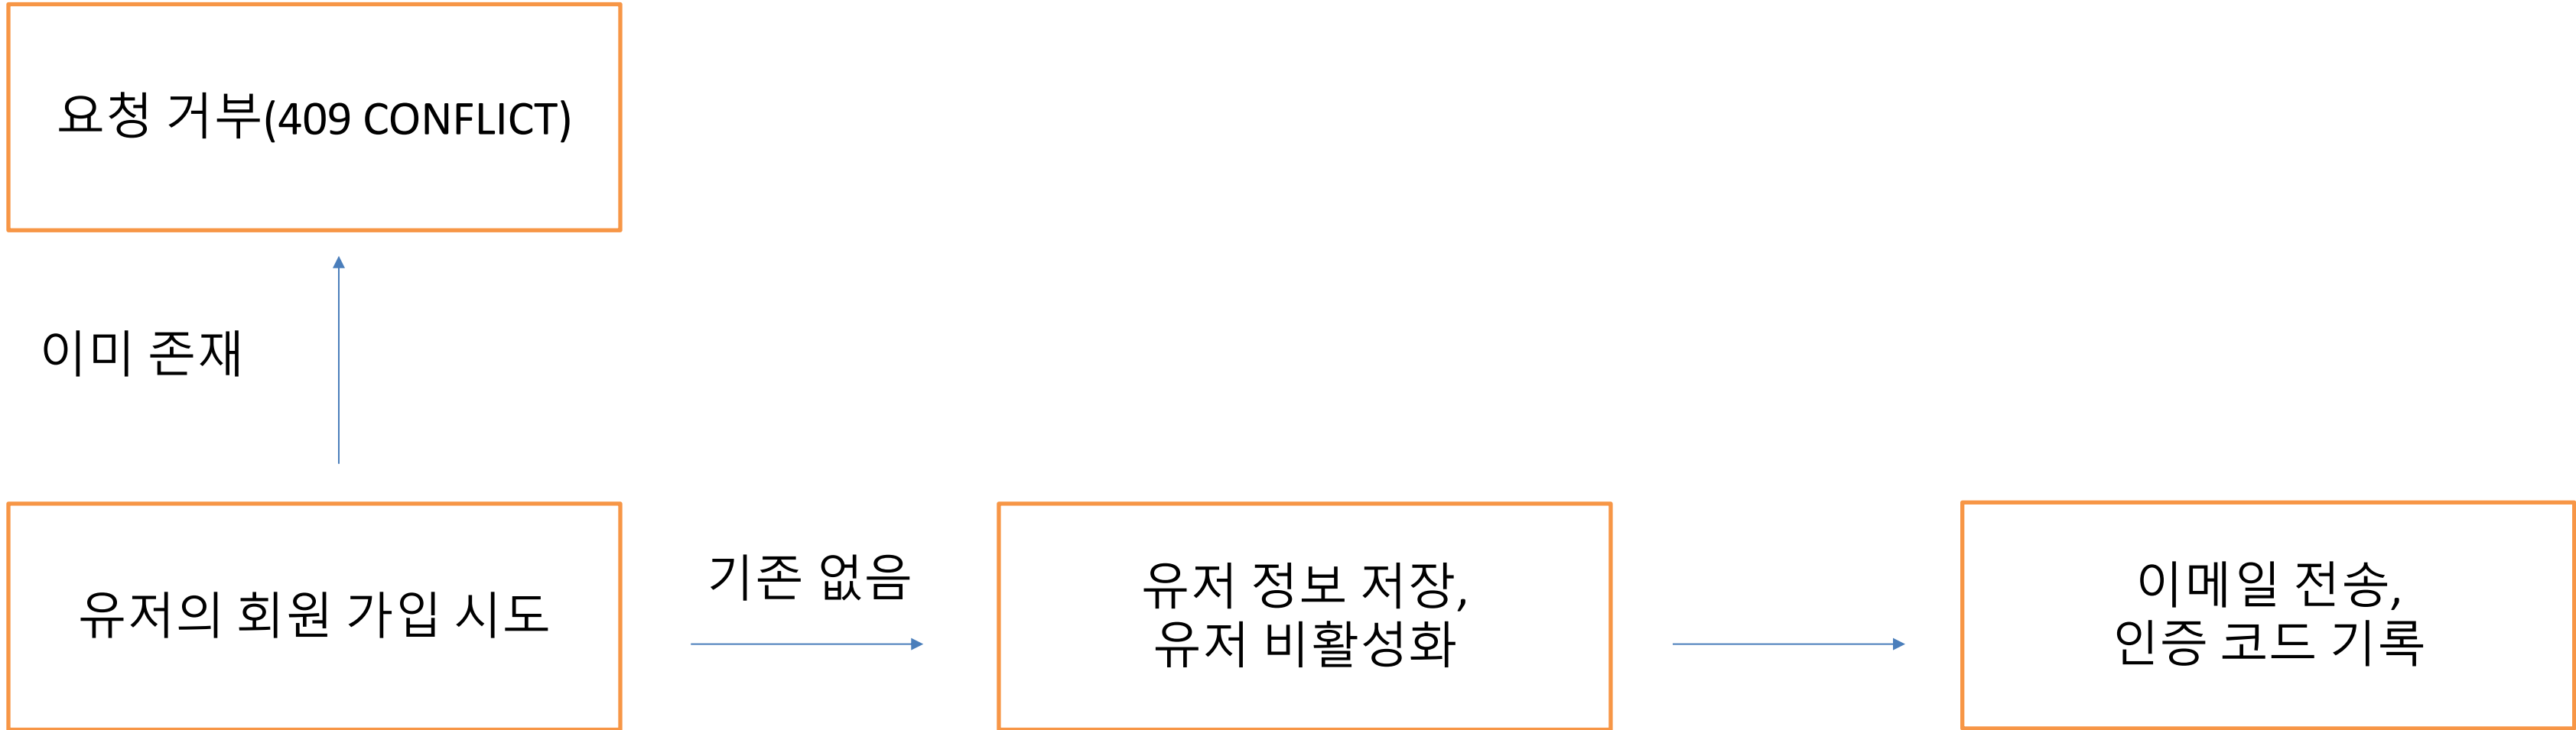 요청 거부(409 CONFLICT)
이미 존재
유저의 회원 가입 시도
기존 없음
유저 정보 저장,
유저 비활성화
이메일 전송,
인증 코드 기록